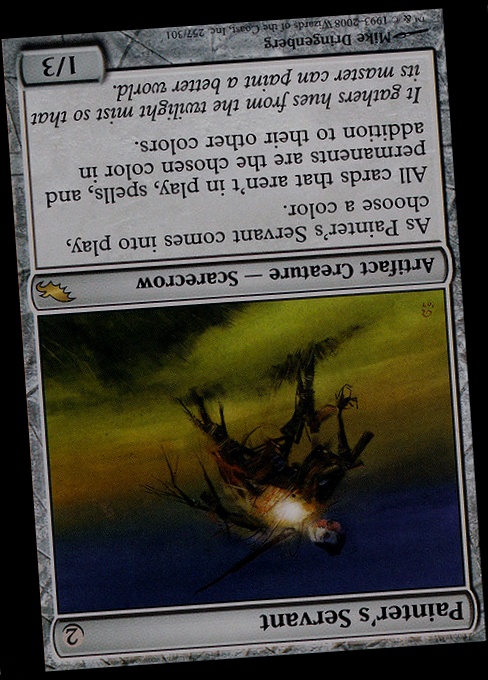 Painter's Servant
2
Artifact Creature — Scarecrow
As Painter's Servant comes into play,
choose a color.
All cards that aren't in play, spells, and
permanents are the chosen color in
addition to their other colors.
It gathers hues from the twilight mist so that
its master can paint a better world.
1/3
Mike Dringenberg
™ & © 1993–2008 Wizards of the Coast, Inc. 257/301